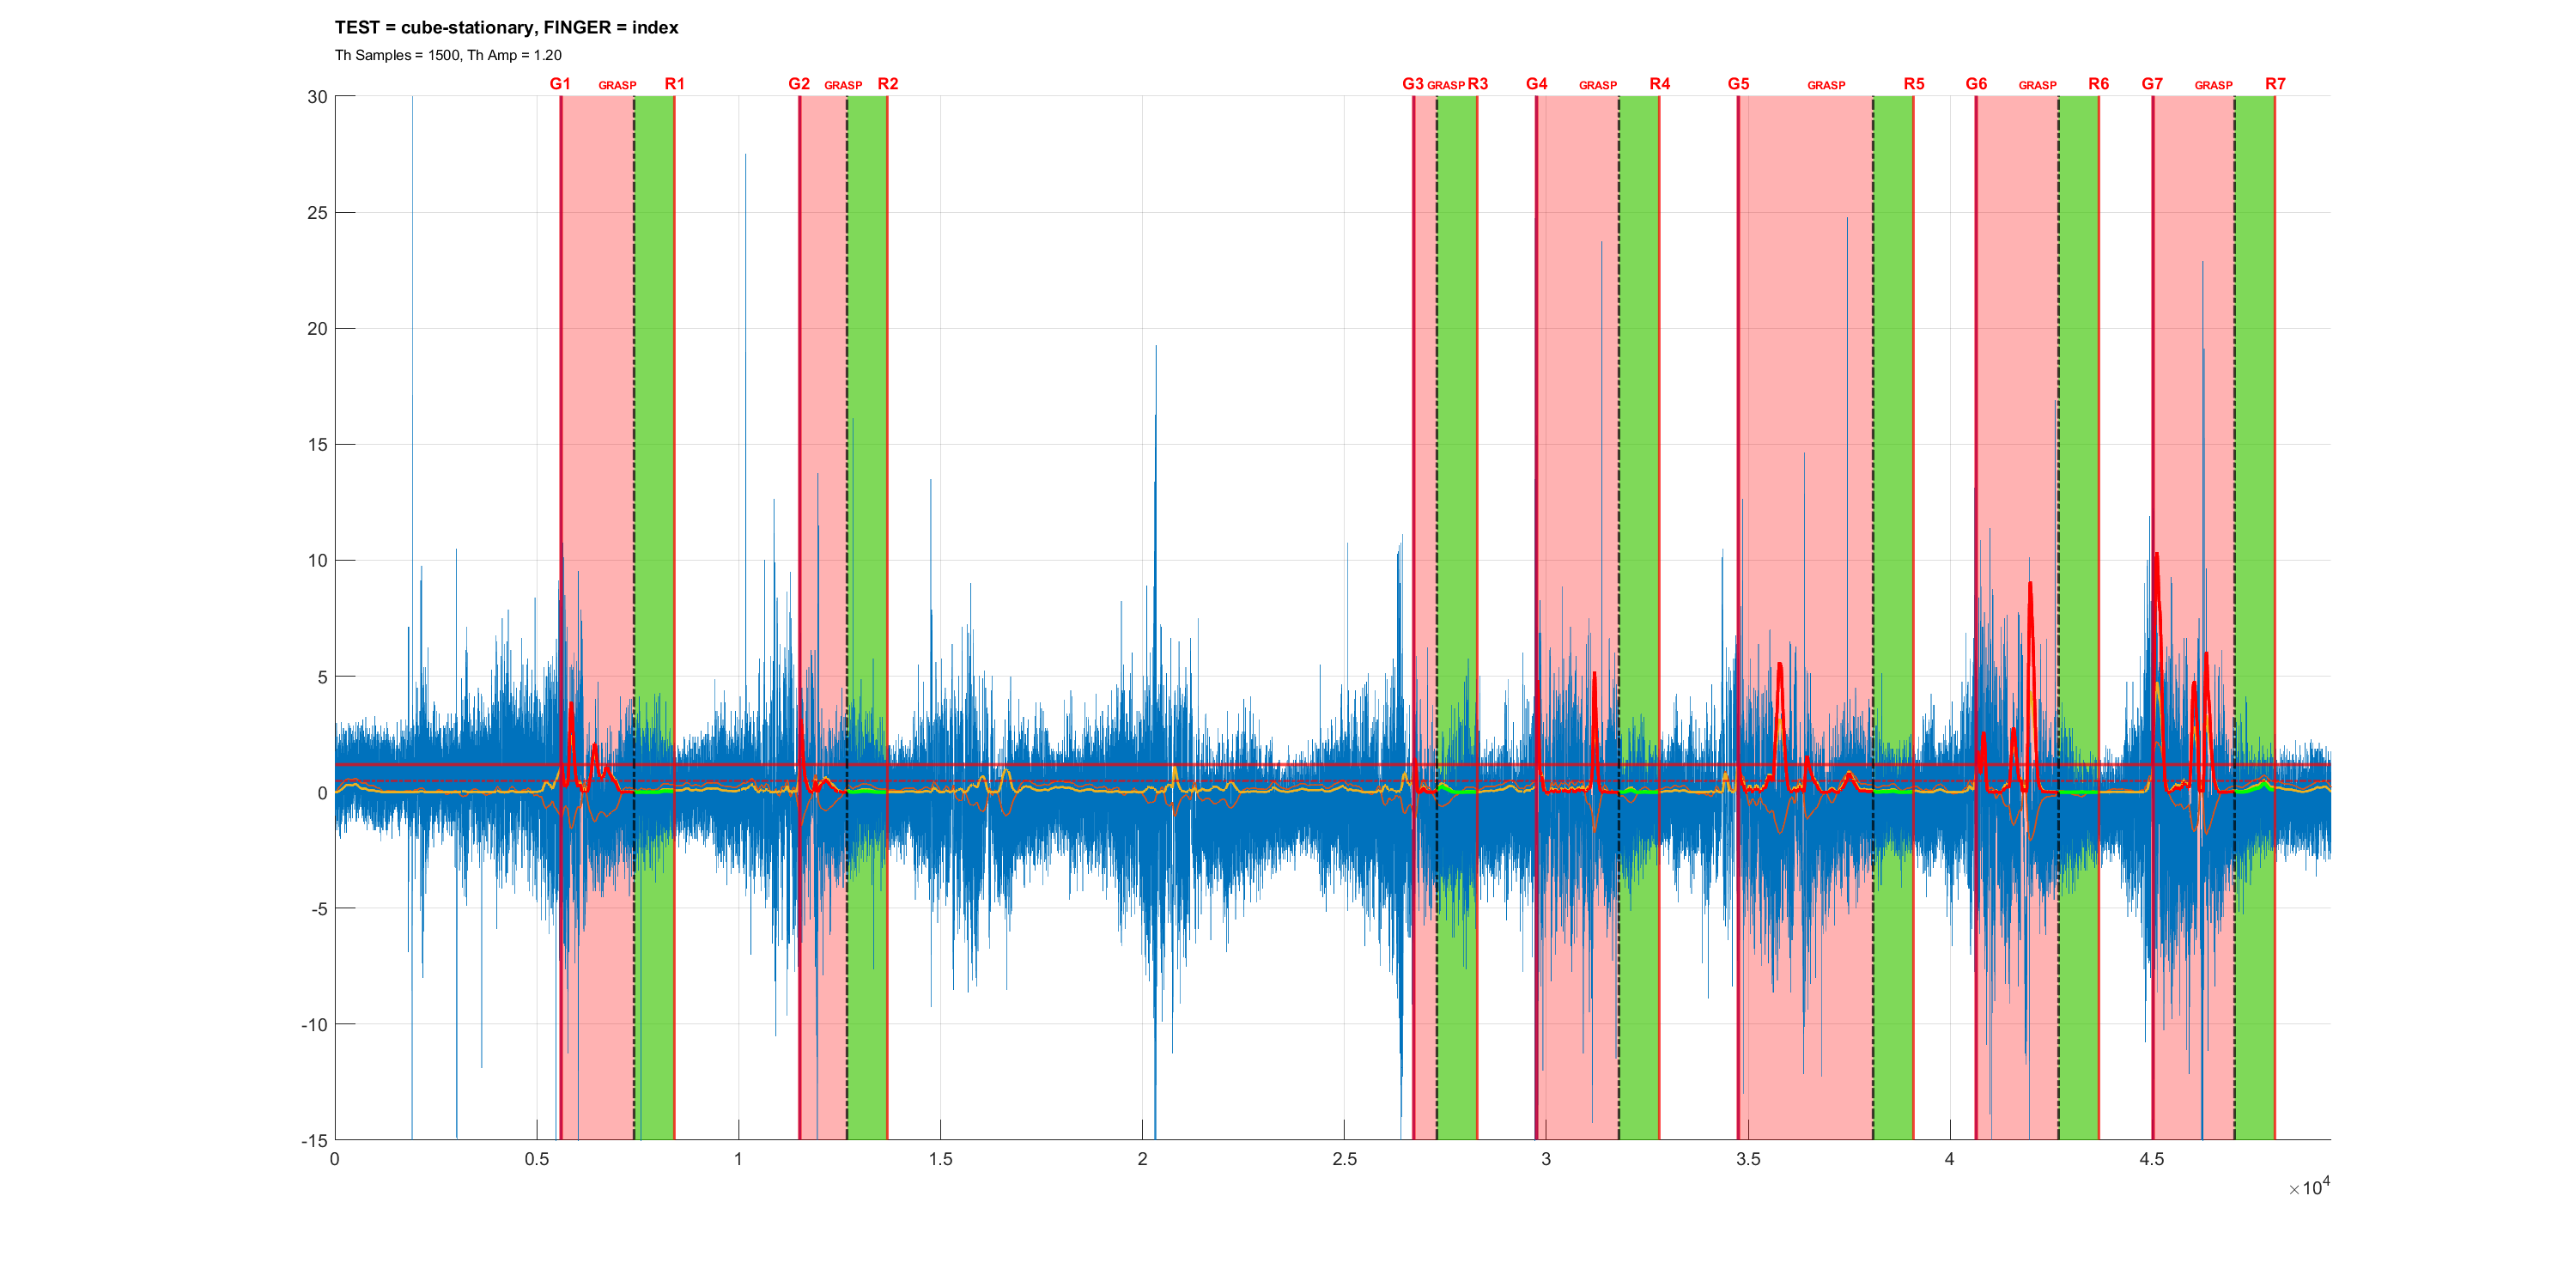 TEST = cube-stationary, FINGER = index
Th Samples = 1500, Th Amp = 1.20
G1 GRASP R1 G2 GRASP R2 G3 GRASP R3 G4 GRASP R4 G5 GRASP R5 G6 GRASP R6 G7 GRASP R7
30
25
20
15
10
5
0
-5
-10
-15
0 0.5 1 1.5 2 2.5 3 3.5 4 4.5
×10⁴